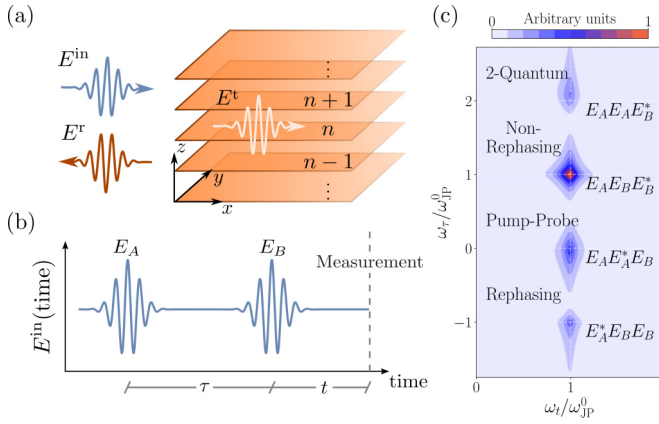 (a)
E^in
E^r
E^t
⋮
n + 1
n
n − 1
⋮
z
y
x
(b)
E_A
E_B
Measurement
E^in(time)
τ
t
time
(c)
Arbitrary units
0
1
2-Quantum
E_A E_A E_B^*
Non-
Rephasing
E_A E_B E_B^*
Pump-Probe
E_A E_A^* E_B
Rephasing
E_A^* E_B E_B
2
1
0
−1
ω_τ/ω_JP^0
0
1
ω_t/ω_JP^0